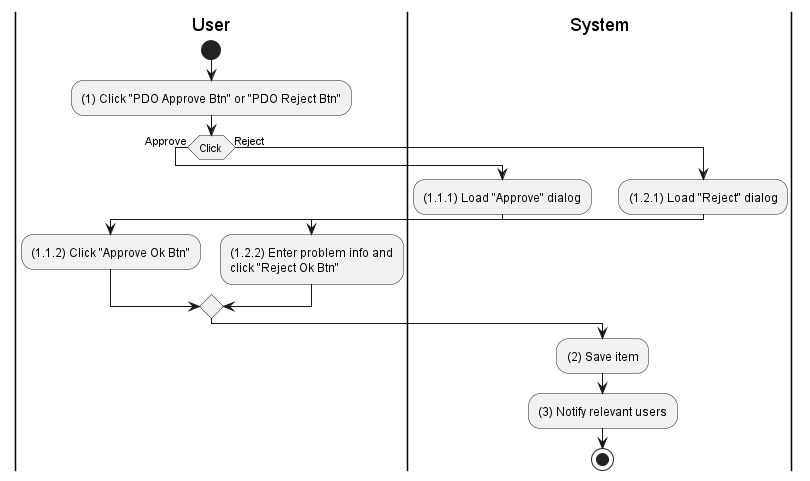 User
System
(1) Click "PDO Approve Btn" or "PDO Reject Btn"
Approve
Click
Reject
(1.1.1) Load "Approve" dialog
(1.2.1) Load "Reject" dialog
(1.1.2) Click "Approve Ok Btn"
(1.2.2) Enter problem info and
click "Reject Ok Btn"
(2) Save item
(3) Notify relevant users